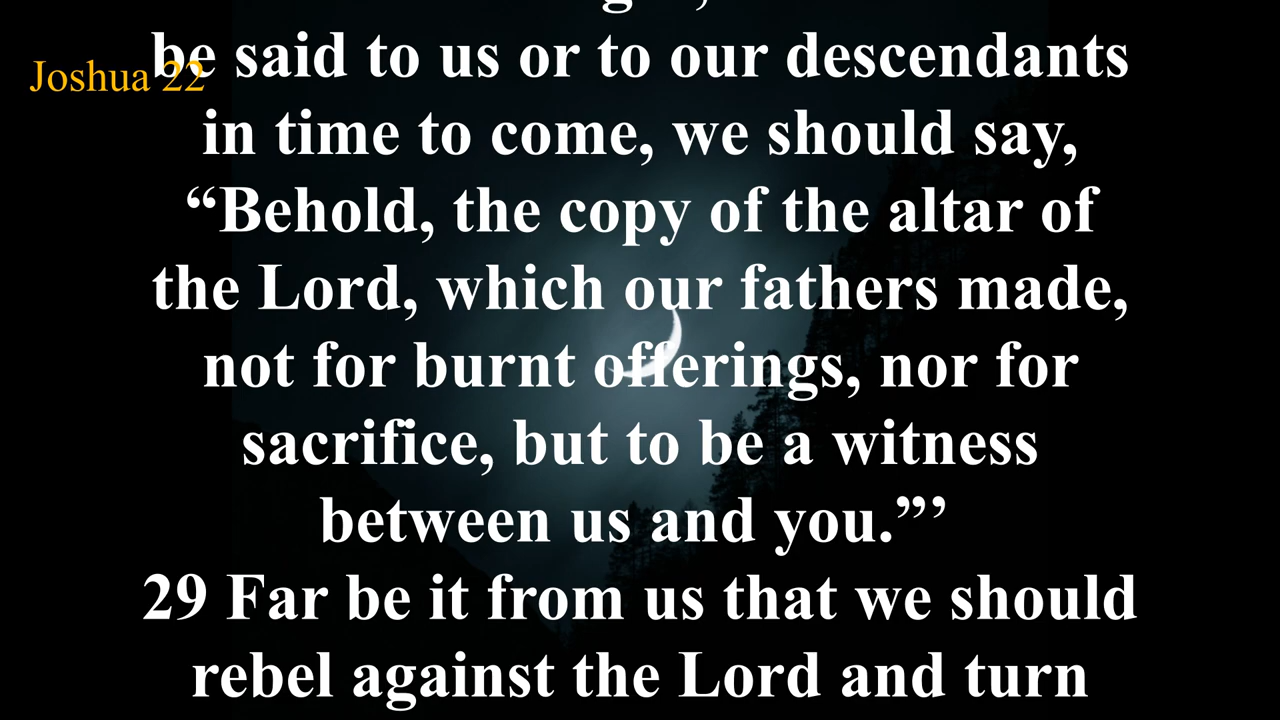 Joshua 22
be said to us or to our descendants
in time to come, we should say,
“Behold, the copy of the altar of
the Lord, which our fathers made,
not for burnt offerings, nor for
sacrifice, but to be a witness
between us and you.”’
29 Far be it from us that we should
rebel against the Lord and turn